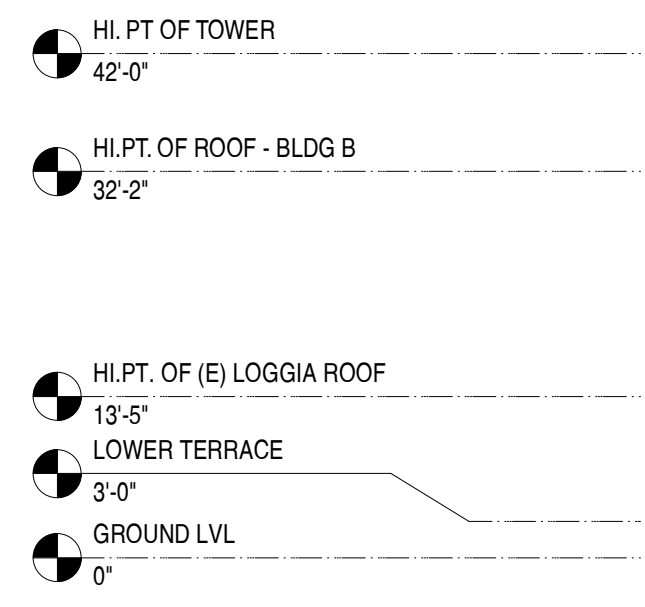 HI. PT OF TOWER
42'-0"
HI.PT. OF ROOF - BLDG B
32'-2"
HI.PT. OF (E) LOGGIA ROOF
13'-5"
LOWER TERRACE
3'-0"
GROUND LVL
0"